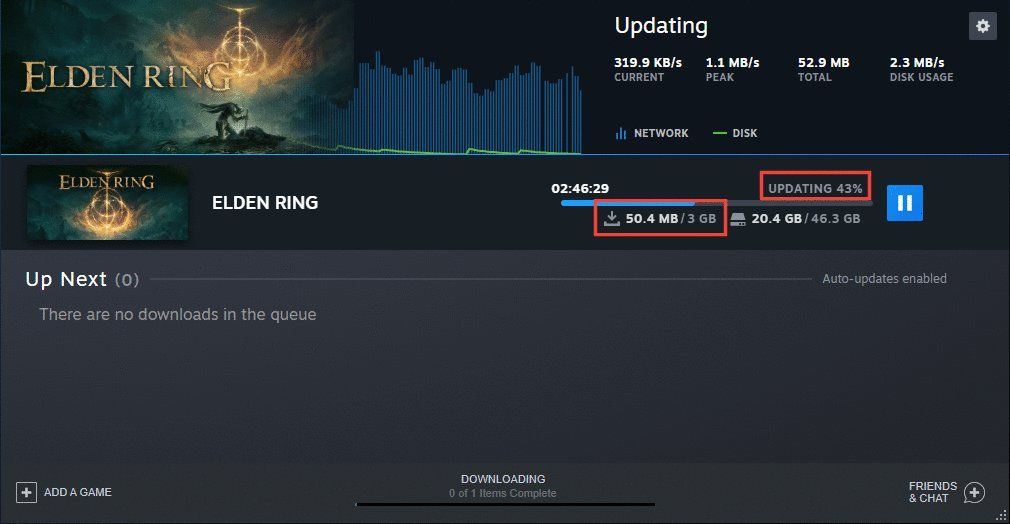 ELDEN RING
Updating
319.9 KB/s 1.1 MB/s 52.9 MB 2.3 MB/s
CURRENT PEAK TOTAL DISK USAGE
NETWORK DISK
ELDEN RING
ELDEN RING
02:46:29 UPDATING 43%
50.4 MB / 3 GB 20.4 GB / 46.3 GB
Up Next (0) Auto-updates enabled
There are no downloads in the queue
ADD A GAME
DOWNLOADING
0 of 1 Items Complete
FRIENDS
& CHAT